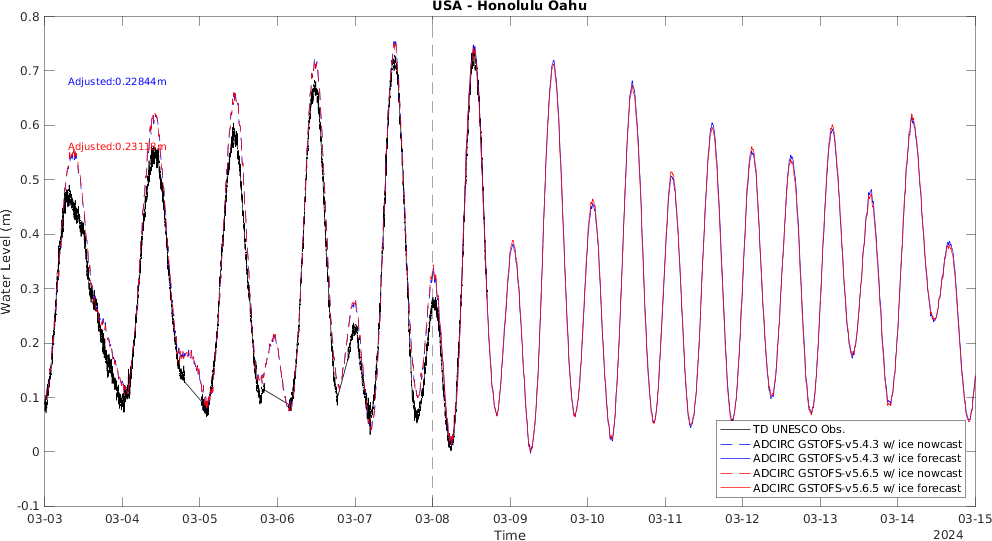 USA - Honolulu Oahu
0.8
0.7
0.6
0.5
0.4
0.3
0.2
0.1
0
-0.1
Water Level (m)
Adjusted:0.22844m
Adjusted:0.23118m
TD UNESCO Obs.
ADCIRC GSTOFS-v5.4.3 w/ ice nowcast
ADCIRC GSTOFS-v5.4.3 w/ ice forecast
ADCIRC GSTOFS-v5.6.5 w/ ice nowcast
ADCIRC GSTOFS-v5.6.5 w/ ice forecast
03-03 03-04 03-05 03-06 03-07 03-08 03-09 03-10 03-11 03-12 03-13 03-14 03-15
Time
2024